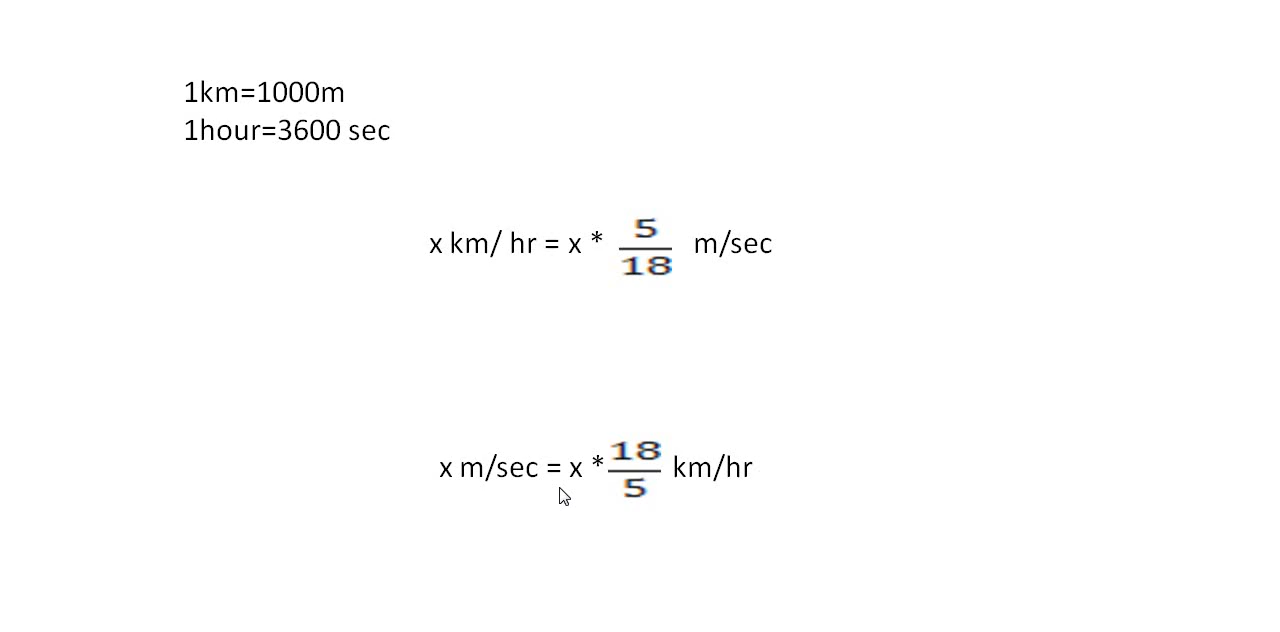 1km=1000m
1hour=3600 sec
x km/ hr = x * 5/18 m/sec
x m/sec = x * 18/5 km/hr